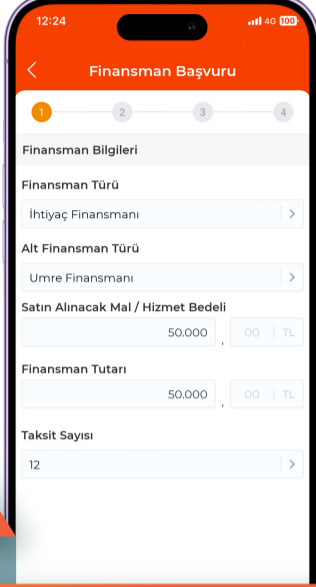 12:24
4G 100
Finansman Başvuru
1 2 3 4
Finansman Bilgileri
Finansman Türü
İhtiyaç Finansmanı
Alt Finansman Türü
Umre Finansmanı
Satın Alınacak Mal / Hizmet Bedeli
50.000 , 00 TL
Finansman Tutarı
50.000 , 00 TL
Taksit Sayısı
12